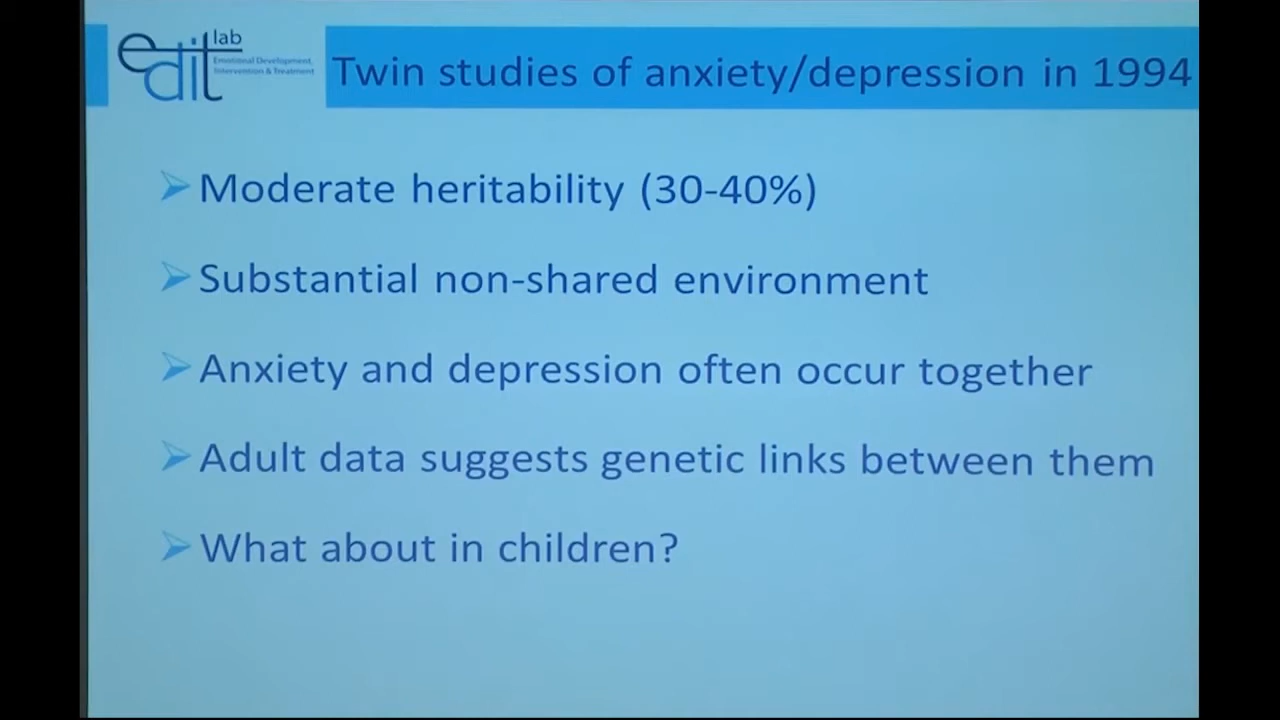 edit lab
Emotional Development,
Intervention & Treatment
Twin studies of anxiety/depression in 1994
Moderate heritability (30-40%)
Substantial non-shared environment
Anxiety and depression often occur together
Adult data suggests genetic links between them
What about in children?